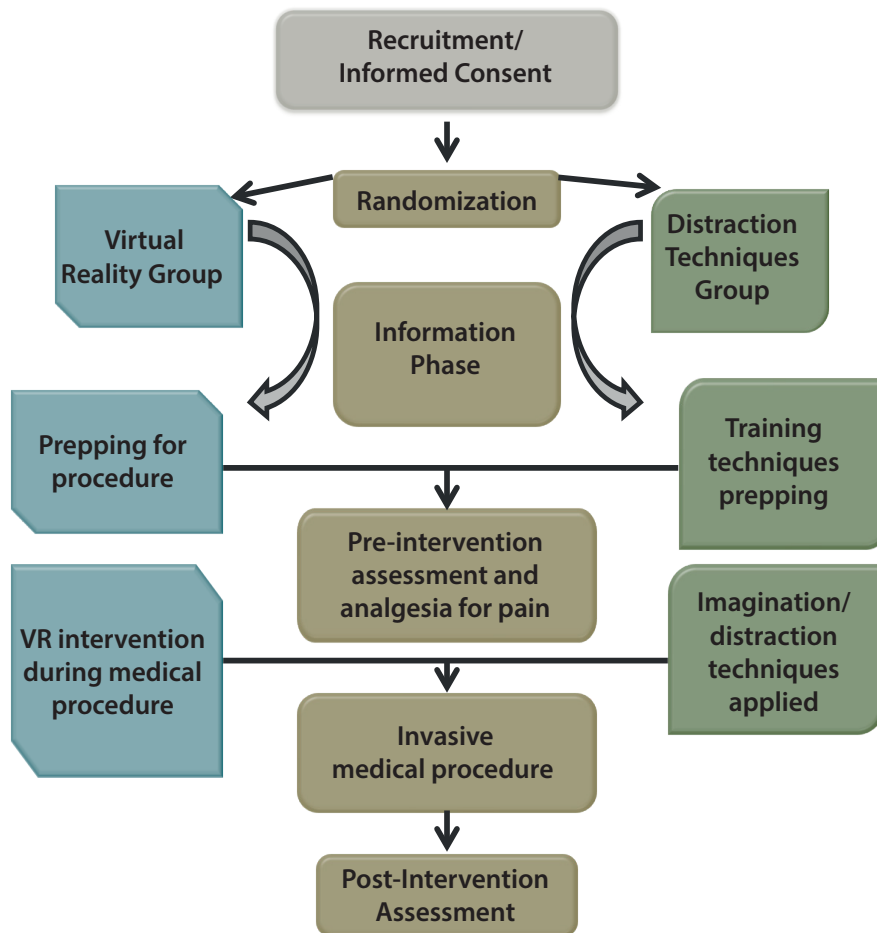 Recruitment/
Informed Consent
Randomization
Virtual
Reality Group
Distraction
Techniques
Group
Information
Phase
Prepping for
procedure
Training
techniques
prepping
Pre-intervention
assessment and
analgesia for pain
VR intervention
during medical
procedure
Imagination/
distraction
techniques
applied
Invasive
medical procedure
Post-Intervention
Assessment